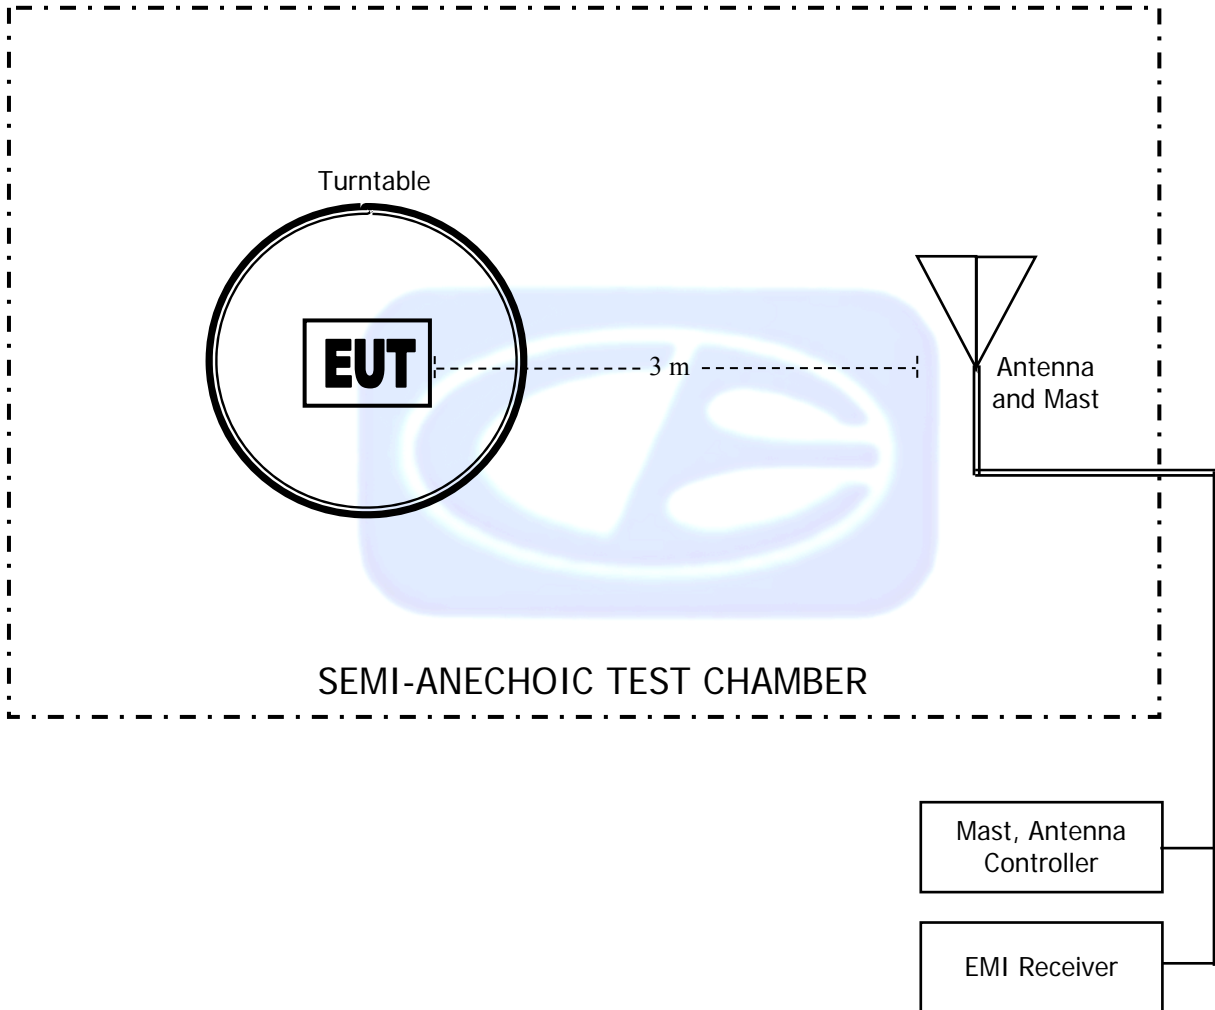 Turntable
EUT
3 m
Antenna
and Mast
SEMI-ANECHOIC TEST CHAMBER
Mast, Antenna
Controller
EMI Receiver